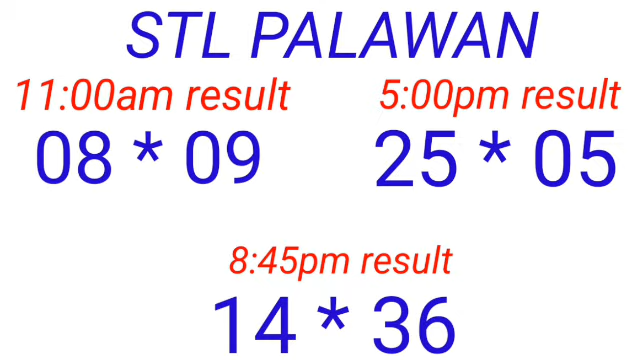 STL PALAWAN
11:00am result 5:00pm result
08 * 09 25 * 05
8:45pm result
14 * 36